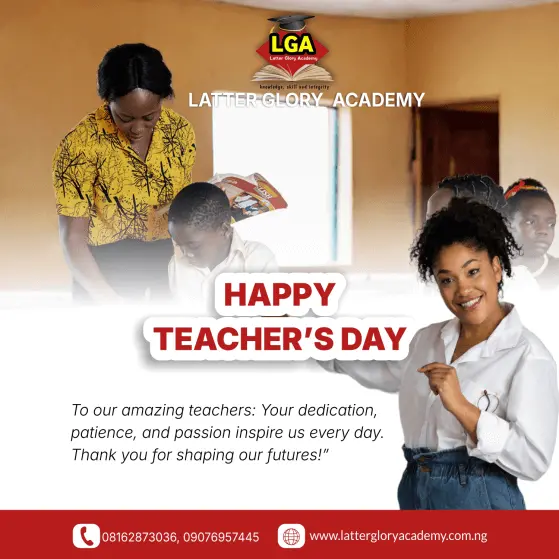 LGA
Latter Glory Academy
knowledge, skill and integrity
LATTER GLORY ACADEMY
HAPPY
TEACHER'S DAY
To our amazing teachers: Your dedication,
patience, and passion inspire us every day.
Thank you for shaping our futures!”
08162873036, 09076957445
www.lattergloryacademy.com.ng